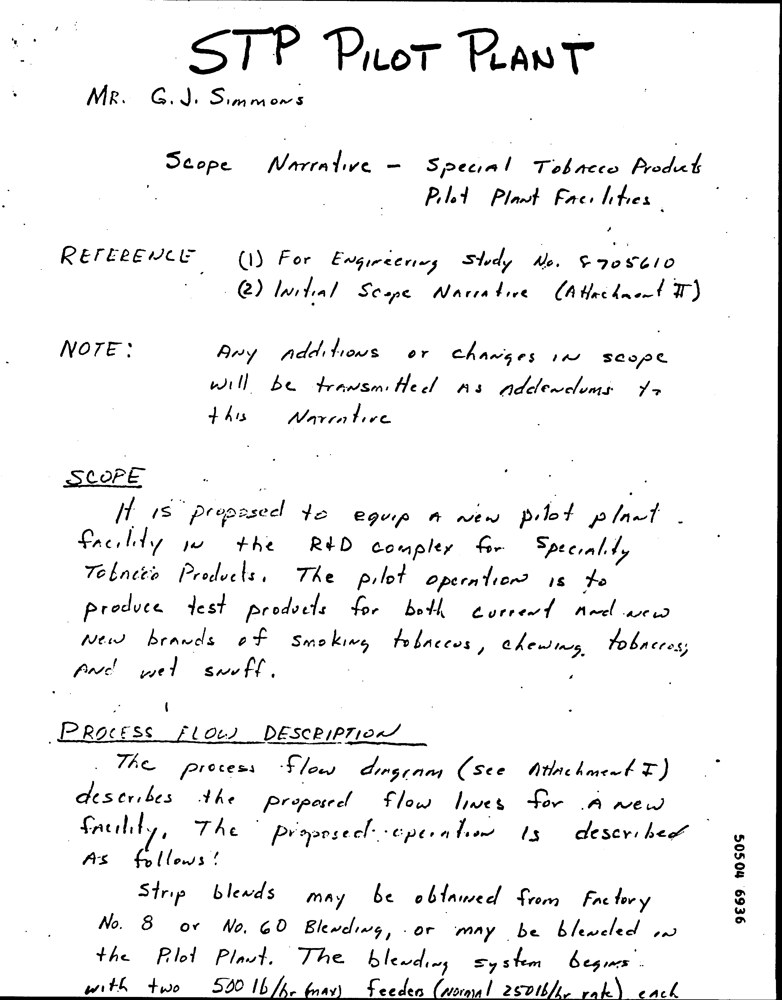 STP PILOT PLANT
MR. G.J. Simmons
Scope Narrative - Special Tobacco Products
Pilot Plant Facilities
REFERENCE (1) For Engineering Study No. 8705610
(2) Initial Scope Narrative (Attachment II)
NOTE: Any additions or changes in scope
will be transmitted as addendums to
this Narrative
SCOPE
It is proposed to equip a new pilot plant
facility in the R&D complex for Speciality
Tobacco Products. The pilot operation is to
produce test products for both current and new
new brands of smoking tobaccos, chewing tobaccos,
and wet snuff.
PROCESS FLOW DESCRIPTION
The process flow diagram (see Attachment I)
describes the proposed flow lines for a new
facility. The proposed operation is described
as follows:
Strip blends may be obtained from Factory
No. 8 or No. 60 Blending, or may be blended in
the Pilot Plant. The blending system begins
with two 500 lb/hr (max) feeders (normal 250 lb/hr rate) each
50504 6936